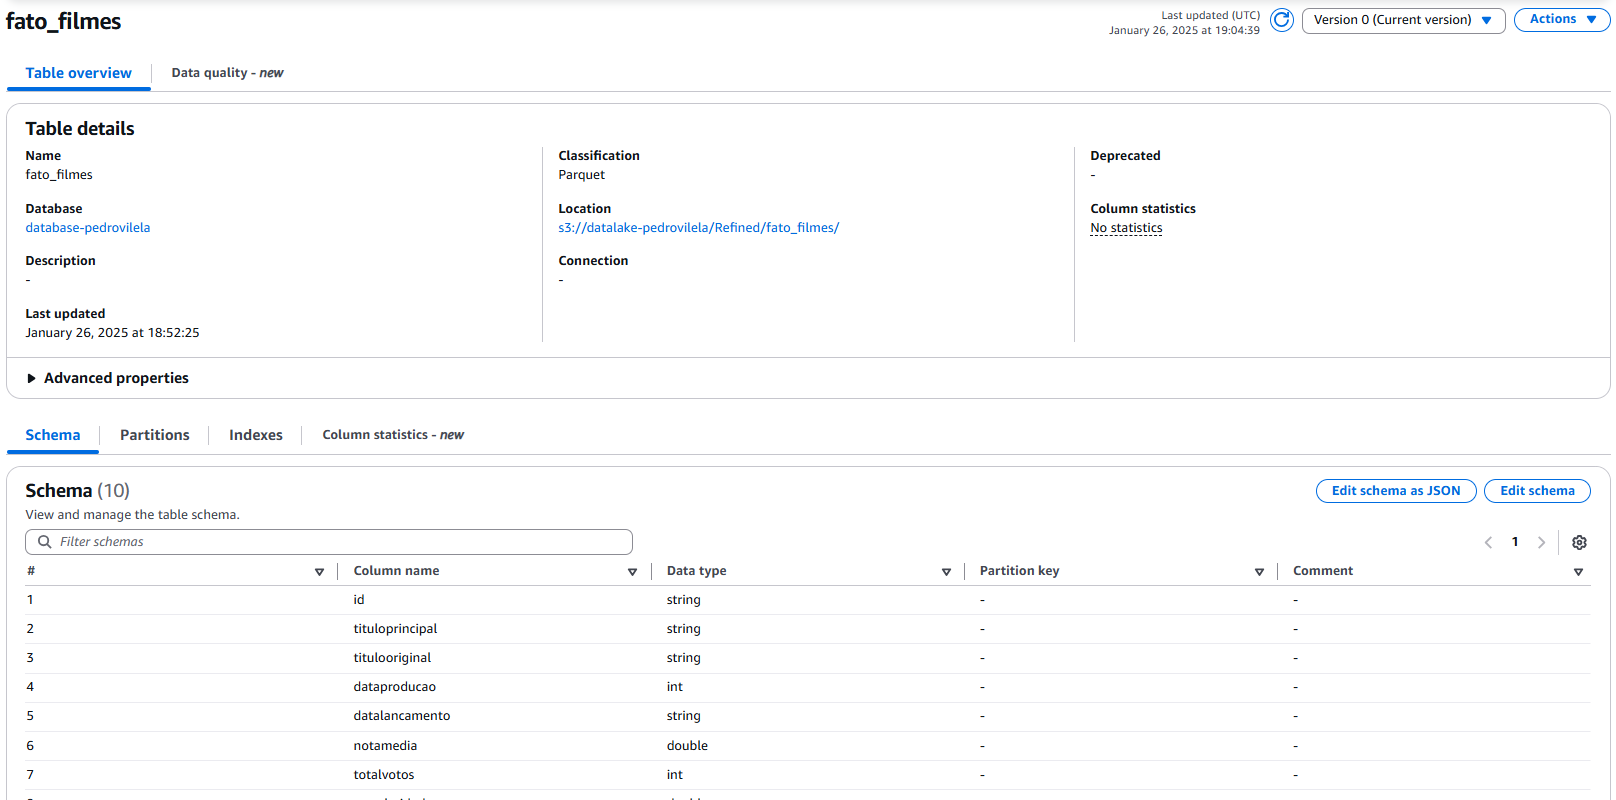 fato_filmes
Last updated (UTC)
January 26, 2025 at 19:04:39
Version 0 (Current version)
Actions
Table overview
Data quality - new
Table details
Name
fato_filmes
Classification
Parquet
Deprecated
-
Database
database-pedrovilela
Location
s3://datalake-pedrovilela/Refined/fato_filmes/
Column statistics
No statistics
Description
-
Connection
-
Last updated
January 26, 2025 at 18:52:25
Advanced properties
Schema
Partitions
Indexes
Column statistics - new
Schema (10)
Edit schema as JSON
Edit schema
View and manage the table schema.
Filter schemas
1
# Column name Data type Partition key Comment
1 id string - -
2 tituloprincipal string - -
3 titulooriginal string - -
4 dataproducao int - -
5 datalancamento string - -
6 notamedia double - -
7 totalvotos int - -